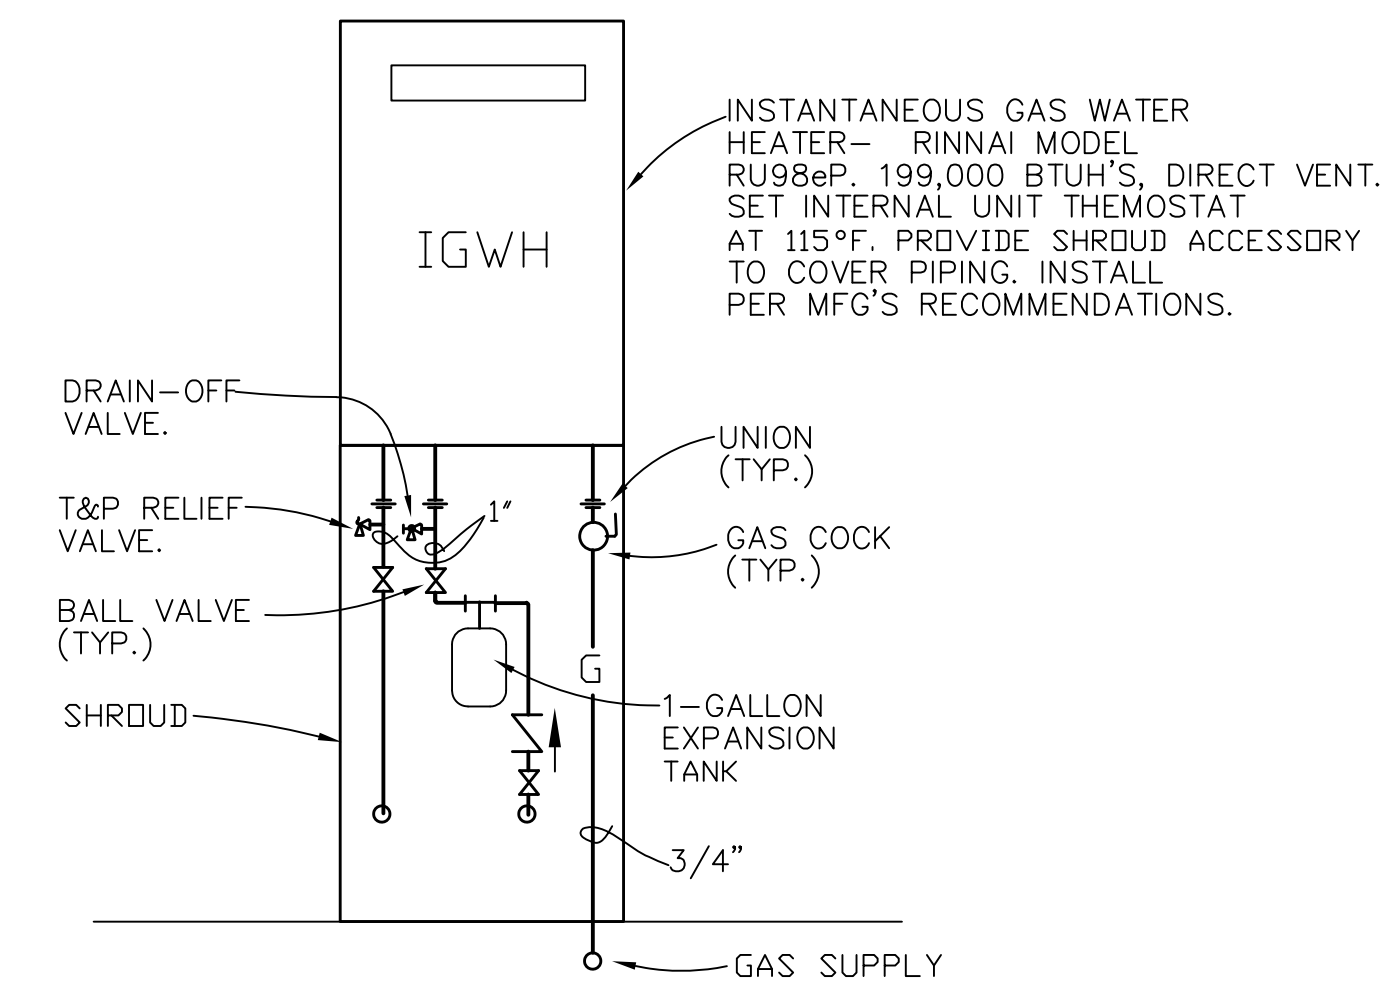 INSTANTANEOUS GAS WATER
HEATER– RINNAI MODEL
RU98eP. 199,000 BTUH'S, DIRECT VENT.
SET INTERNAL UNIT THEMOSTAT
AT 115°F. PROVIDE SHROUD ACCESSORY
TO COVER PIPING. INSTALL
PER MFG'S RECOMMENDATIONS.
IGWH
DRAIN–OFF
VALVE.
UNION
(TYP.)
T&P RELIEF
VALVE.
1"
GAS COCK
(TYP.)
BALL VALVE
(TYP.)
G
SHROUD
1–GALLON
EXPANSION
TANK
3/4"
GAS SUPPLY